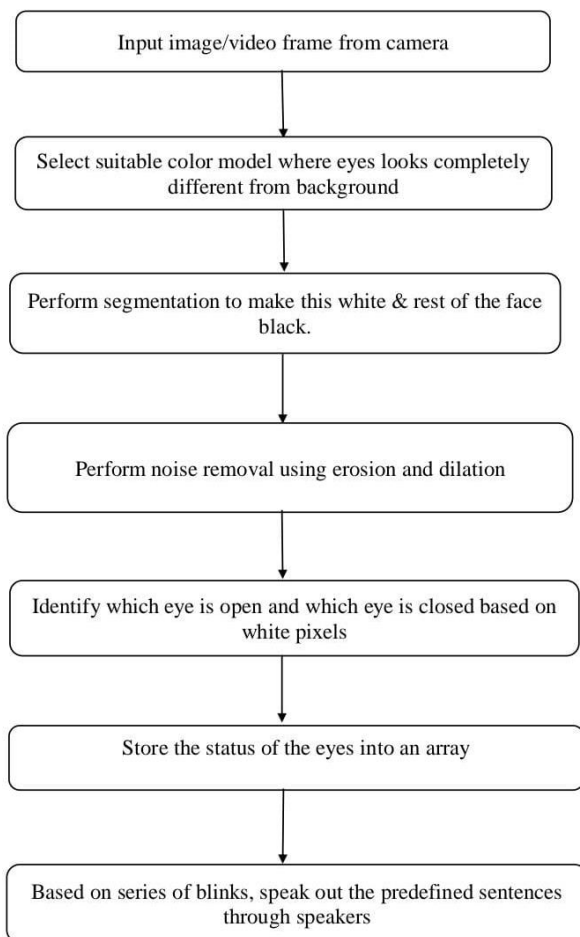 Input image/video frame from camera
Select suitable color model where eyes looks completely
different from background
Perform segmentation to make this white & rest of the face
black.
Perform noise removal using erosion and dilation
Identify which eye is open and which eye is closed based on
white pixels
Store the status of the eyes into an array
Based on series of blinks, speak out the predefined sentences
through speakers